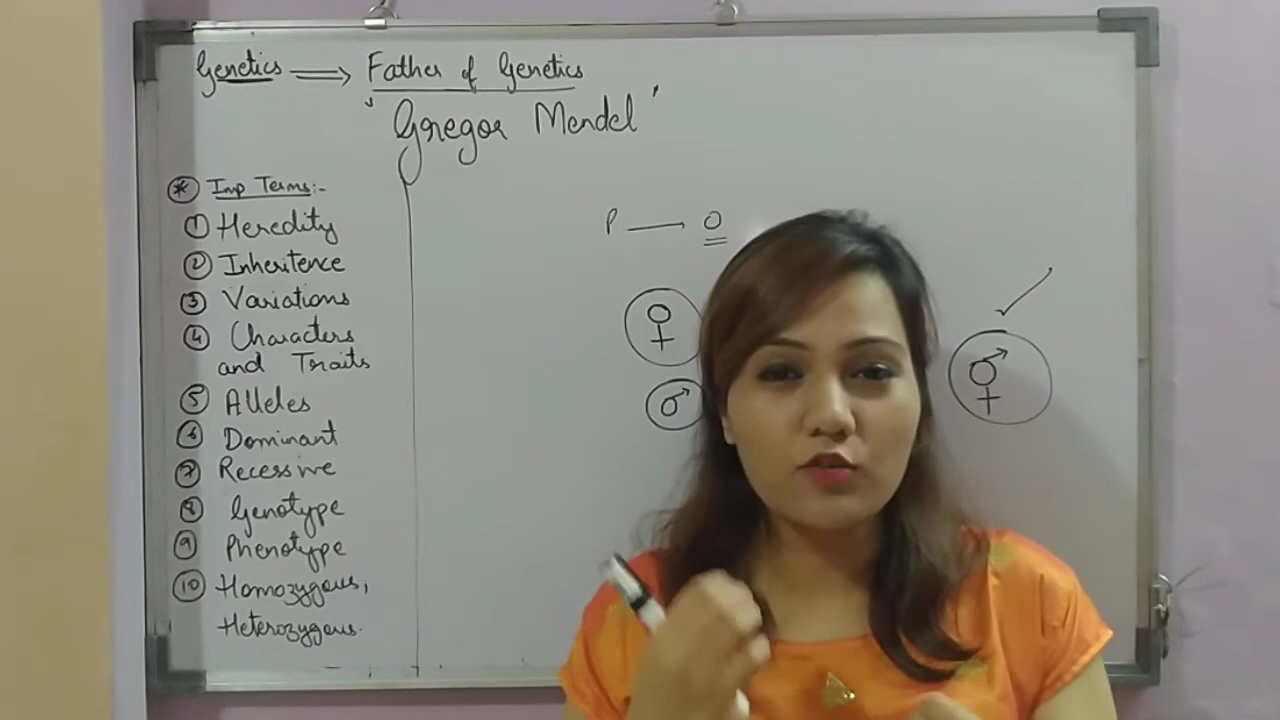 Genetics ⟹ Father of Genetics
' Gregor Mendel '
* Imp Terms:-
① Heredity
② Inheritence
③ Variations
④ Characters
and Traits
⑤ Alleles
⑥ Dominant
⑦ Recessive
⑧ Genotype
⑨ Phenotype
⑩ Homozygous,
Heterozygous.
P ⟶ O
♀
♂
⚥